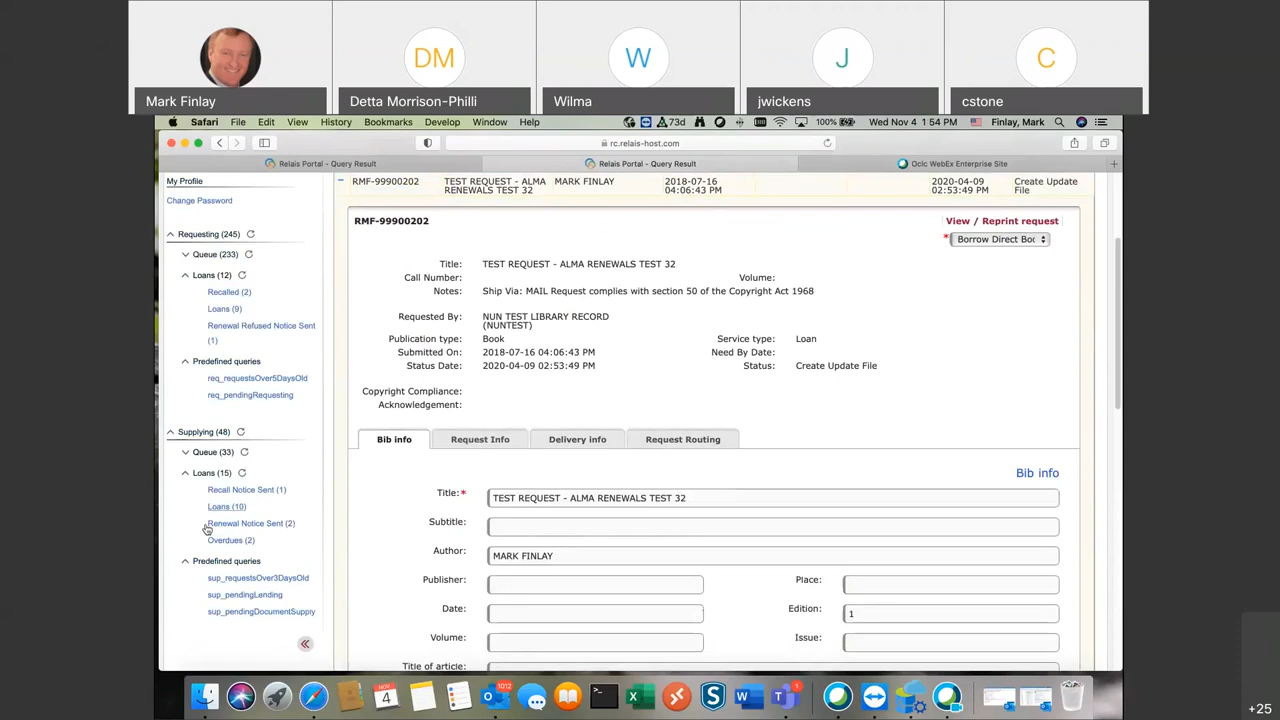 DM
W
J
C
Mark Finlay
Detta Morrison-Philli
Wilma
jwickens
cstone
Safari File Edit View History Bookmarks Develop Window Help
73d 100% Wed Nov 4 1:54 PM Finlay, Mark
rc.relais-host.com
Relais Portal - Query Result
Relais Portal - Query Result
Oclc WebEx Enterprise Site
My Profile
Change Password
Requesting (245)
Queue (233)
Loans (12)
Recalled (2)
Loans (9)
Renewal Refused Notice Sent
(1)
Predefined queries
req_requestsOver5DaysOld
req_pendingRequesting
Supplying (48)
Queue (33)
Loans (15)
Recall Notice Sent (1)
Loans (10)
Renewal Notice Sent (2)
Overdues (2)
Predefined queries
sup_requestsOver3DaysOld
sup_pendingLending
sup_pendingDocumentSupply
RMF-99900202 TEST REQUEST - ALMA MARK FINLAY 2018-07-16 2020-04-09 Create Update
RENEWALS TEST 32 04:06:43 PM 02:53:49 PM File
RMF-99900202
View / Reprint request
* Borrow Direct Boo
Title: TEST REQUEST - ALMA RENEWALS TEST 32
Call Number: Volume:
Notes: Ship Via: MAIL Request complies with section 50 of the Copyright Act 1968
Requested By: NUN TEST LIBRARY RECORD
(NUNTEST)
Publication type: Book Service type: Loan
Submitted On: 2018-07-16 04:06:43 PM Need By Date:
Status Date: 2020-04-09 02:53:49 PM Status: Create Update File
Copyright Compliance:
Acknowledgement:
Bib info Request Info Delivery info Request Routing
Bib info
Title:* TEST REQUEST - ALMA RENEWALS TEST 32
Subtitle:
Author: MARK FINLAY
Publisher: Place:
Date: Edition: 1
Volume: Issue:
Title of article:
NOV
4
1012
1
+25